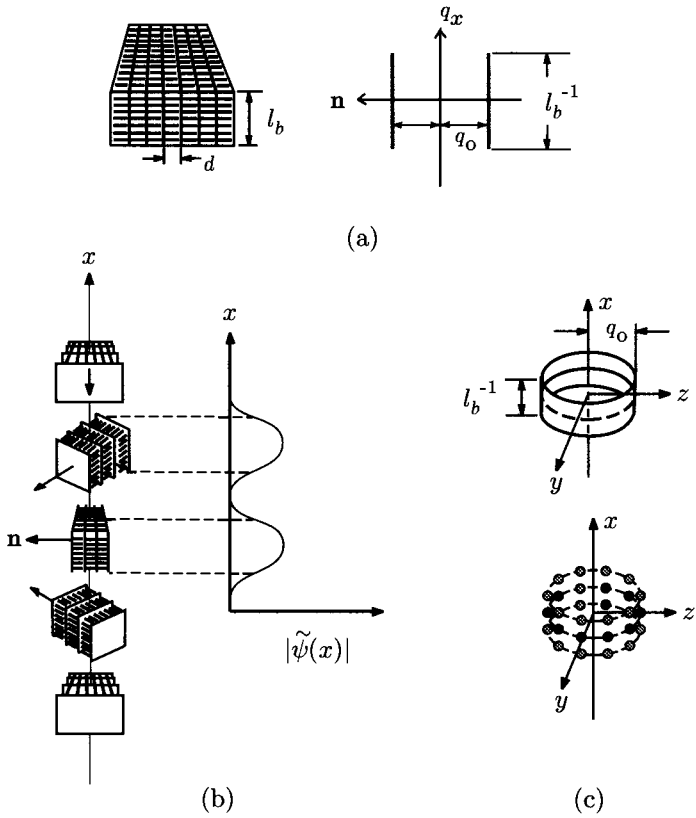 q_x
l_b
d
n
l_b^{-1}
q_o
(a)
x
x
x
q_o
l_b^{-1}
z
y
n
x
z
|ψ̃(x)|
y
(b)
(c)